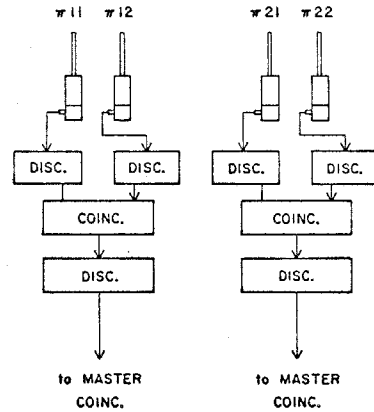 π11 π12 π21 π22
DISC. DISC. DISC. DISC.
COINC. COINC.
DISC. DISC.
to MASTER to MASTER
COINC. COINC.